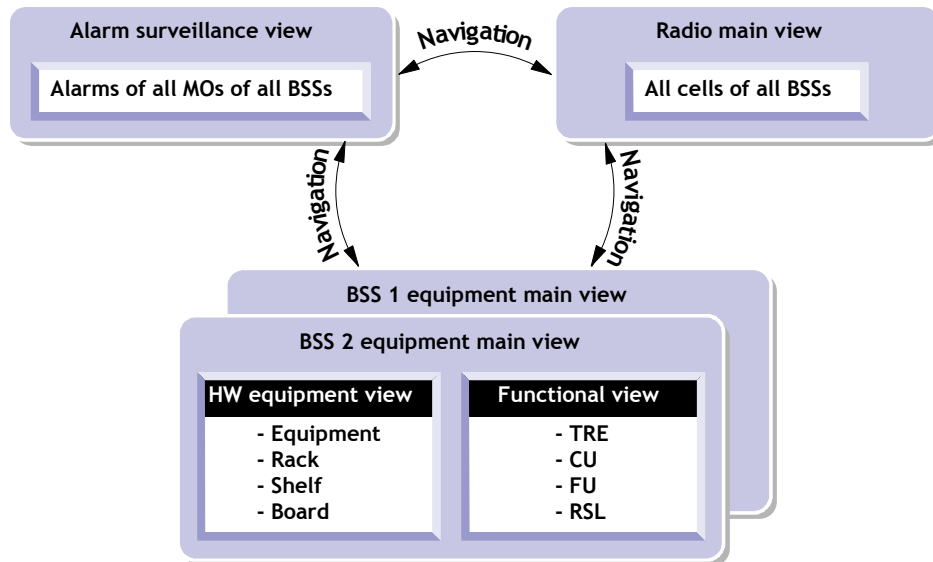 Alarm surveillance view
Alarms of all MOs of all BSSs
Navigation
Radio main view
All cells of all BSSs
Navigation
Navigation
BSS 1 equipment main view
BSS 2 equipment main view
HW equipment view
- Equipment
- Rack
- Shelf
- Board
Functional view
- TRE
- CU
- FU
- RSL